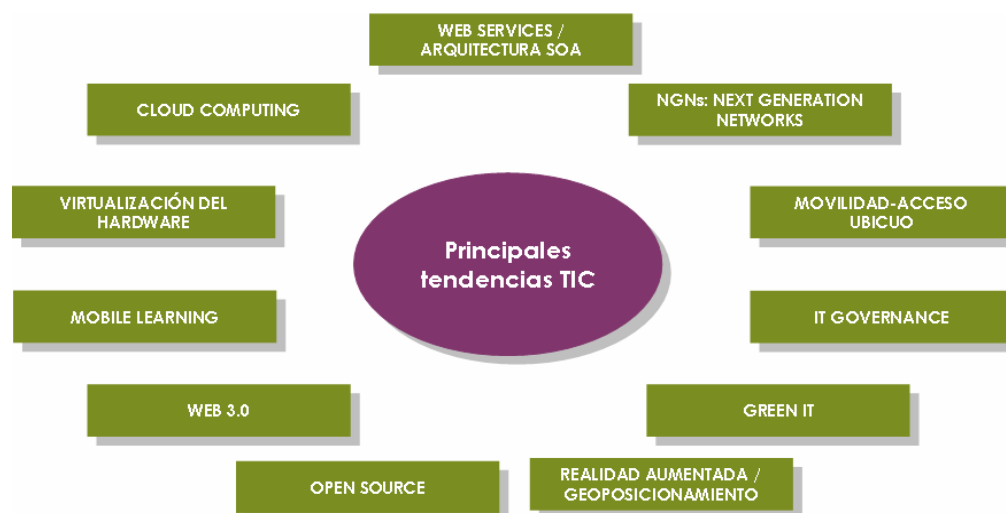 WEB SERVICES /
ARQUITECTURA SOA
CLOUD COMPUTING
NGNs: NEXT GENERATION
NETWORKS
VIRTUALIZACIÓN DEL
HARDWARE
MOVILIDAD-ACCESO
UBICUO
Principales
tendencias TIC
MOBILE LEARNING
IT GOVERNANCE
WEB 3.0
GREEN IT
OPEN SOURCE
REALIDAD AUMENTADA /
GEOPOSICIONAMIENTO